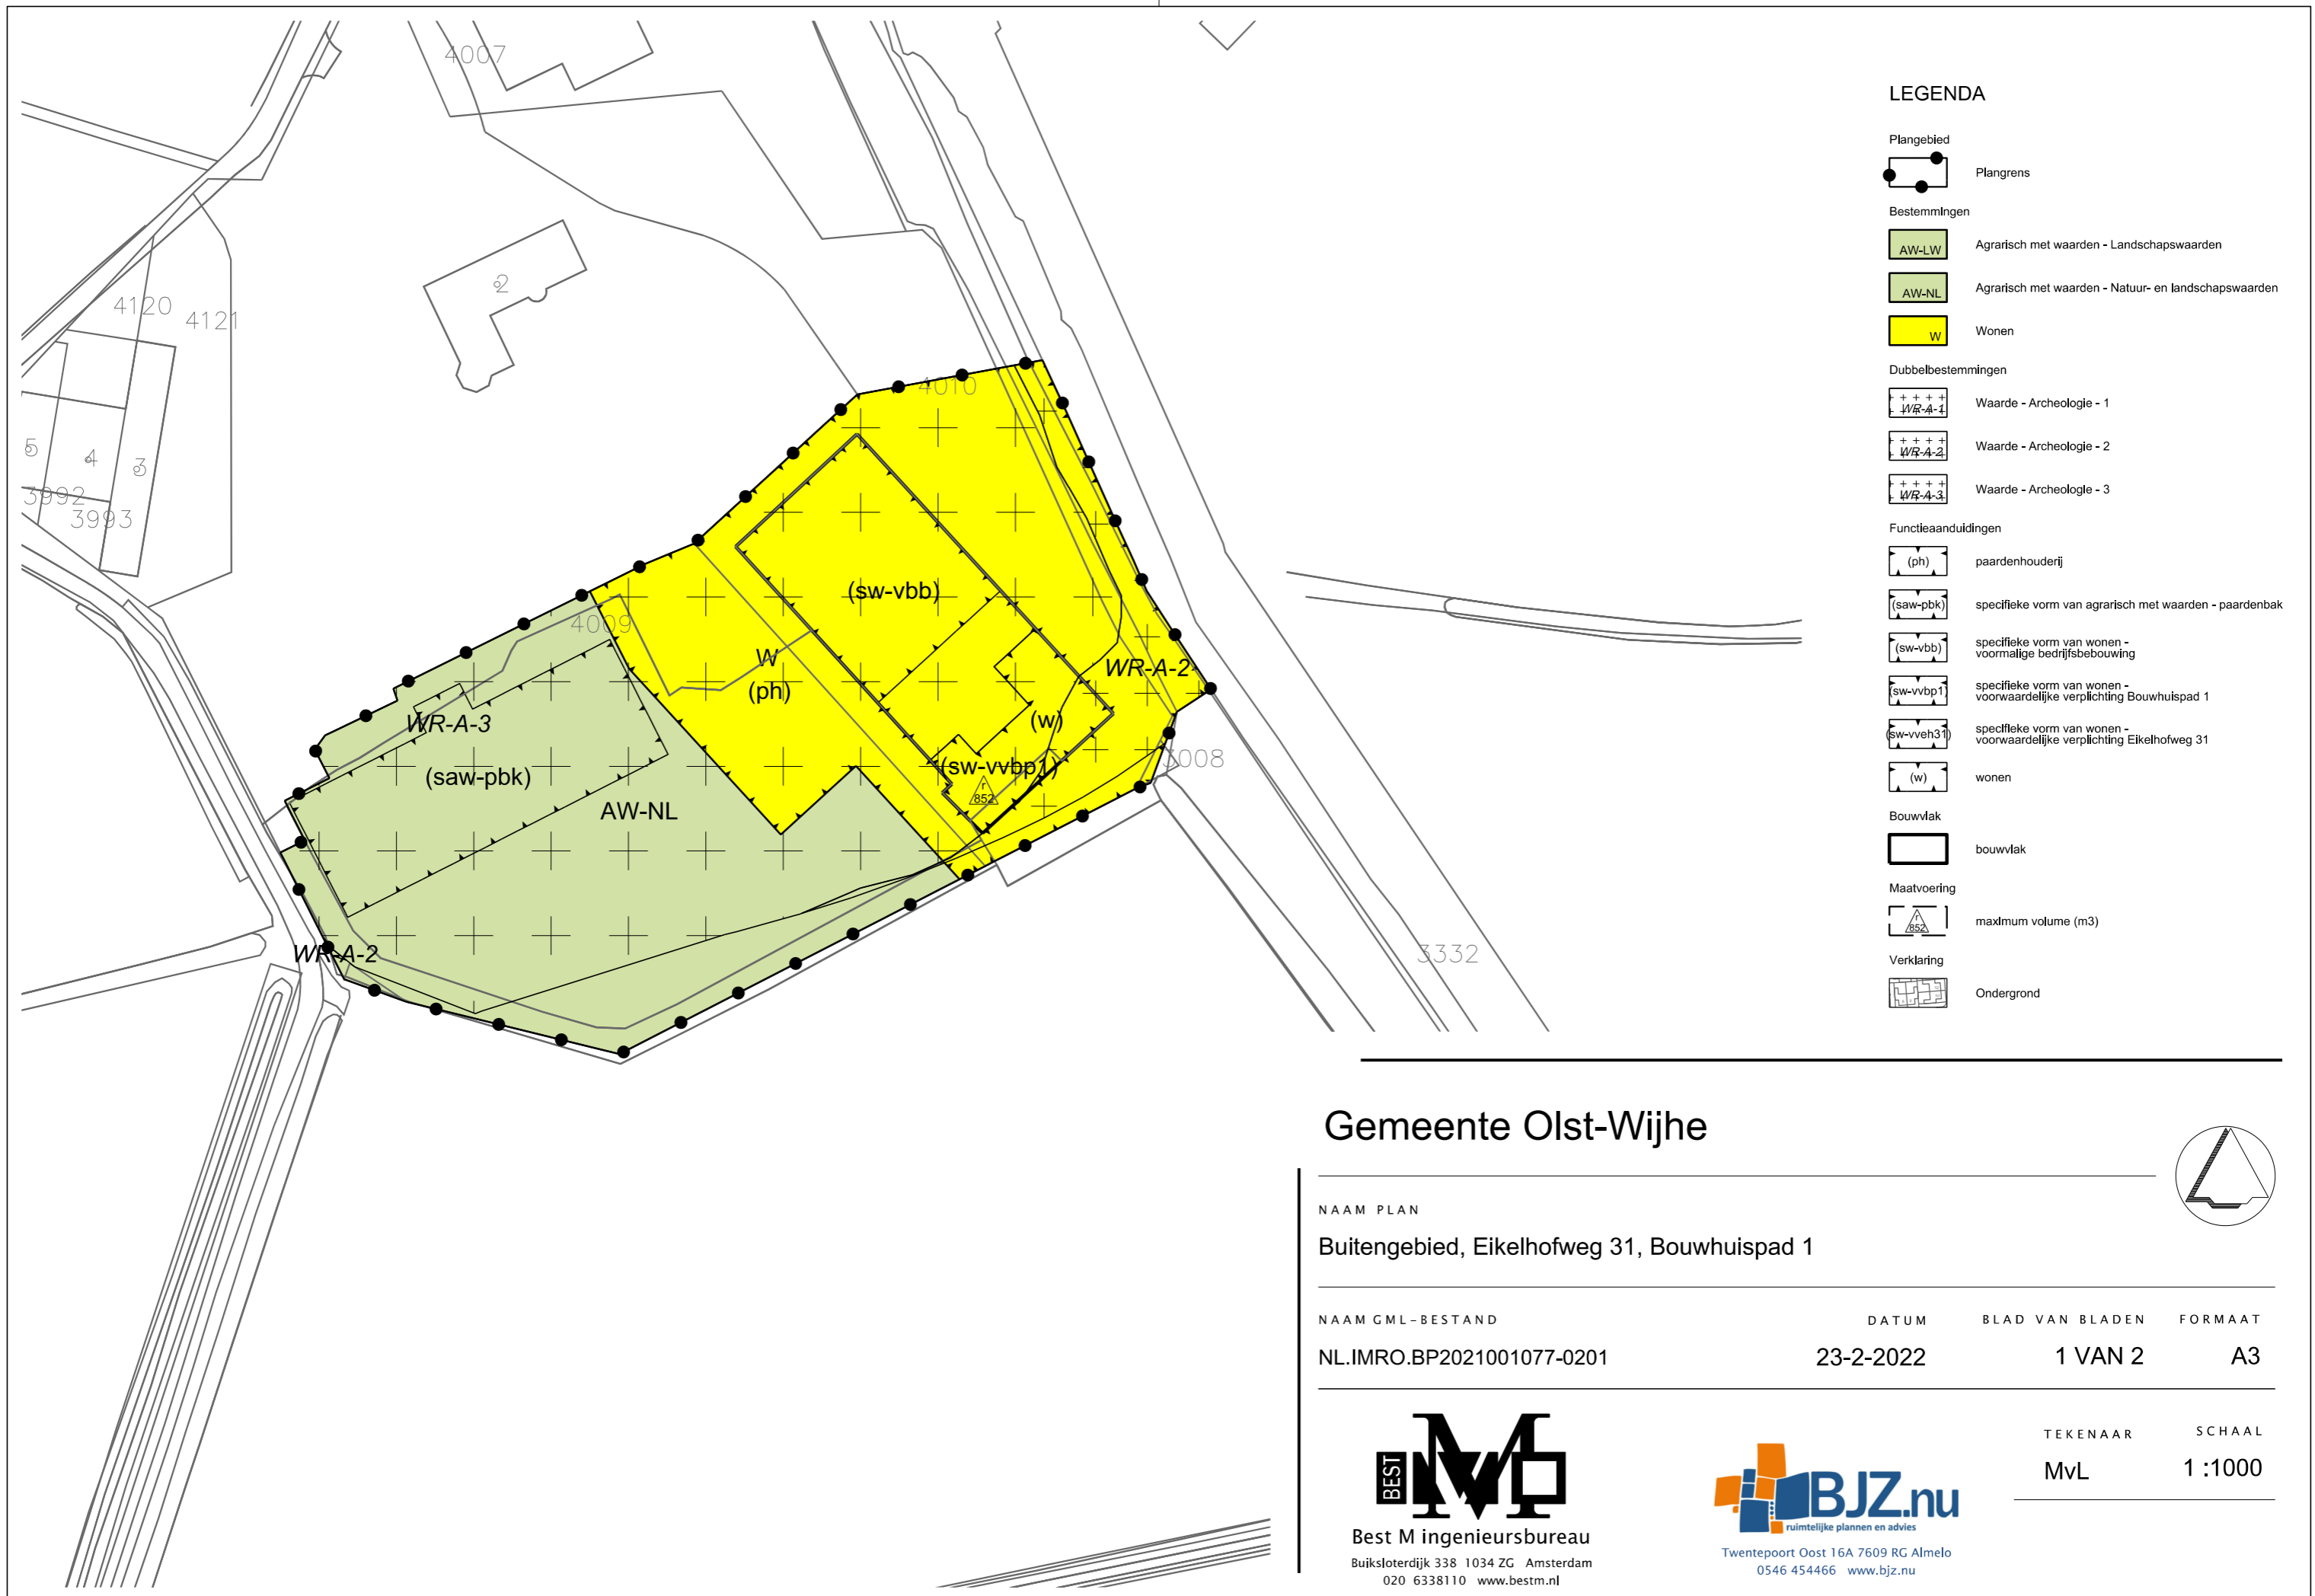 4007
2
4120
4121
5
4
3
3992
3993
4010
4009
(sw-vbb)
W
(ph)
WR-A-2
(w)
(sw-vvbp1)
r
852
3008
WR-A-3
(saw-pbk)
AW-NL
WR-A-2
3332
LEGENDA
Plangebied
Plangrens
Bestemmingen
AW-LW Agrarisch met waarden - Landschapswaarden
AW-NL Agrarisch met waarden - Natuur- en landschapswaarden
W Wonen
Dubbelbestemmingen
WR-A-1 Waarde - Archeologie - 1
WR-A-2 Waarde - Archeologie - 2
WR-A-3 Waarde - Archeologie - 3
Functieaanduidingen
(ph) paardenhouderij
(saw-pbk) specifieke vorm van agrarisch met waarden - paardenbak
(sw-vbb) specifieke vorm van wonen -
voormalige bedrijfsbebouwing
(sw-vvbp1) specifieke vorm van wonen -
voorwaardelijke verplichting Bouwhuispad 1
(sw-vveh31) specifieke vorm van wonen -
voorwaardelijke verplichting Eikelhofweg 31
(w) wonen
Bouwvlak
bouwvlak
Maatvoering
r
852 maximum volume (m3)
Verklaring
Ondergrond
Gemeente Olst-Wijhe
NAAM PLAN
Buitengebied, Eikelhofweg 31, Bouwhuispad 1
NAAM GML-BESTAND DATUM BLAD VAN BLADEN FORMAAT
NL.IMRO.BP2021001077-0201 23-2-2022 1 VAN 2 A3
TEKENAAR SCHAAL
MvL 1 :1000
BEST M
Best M ingenieursbureau
Buiksloterdijk 338 1034 ZG Amsterdam
020 6338110 www.bestm.nl
BJZ.nu
ruimtelijke plannen en advies
Twentepoort Oost 16A 7609 RG Almelo
0546 454466 www.bjz.nu